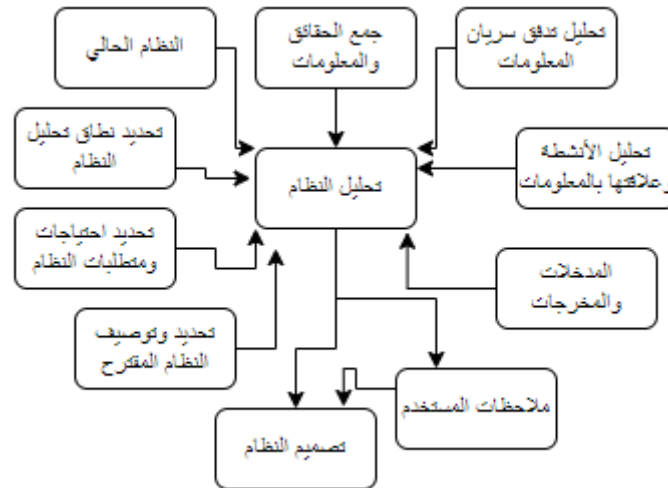 تحليل تدفق سريان
المعلومات
جمع الحقائق
والمعلومات
النظام الحالي
تحديد نطاق تحليل
النظام
تحليل النظام
تحليل الأنشطة
وعلاقتها بالمعلومات
تحديد احتياجات
ومتطلبات النظام
المدخلات
والمخرجات
تحديد وتوصيف
النظام المقترح
ملاحظات المستخدم
تصميم النظام